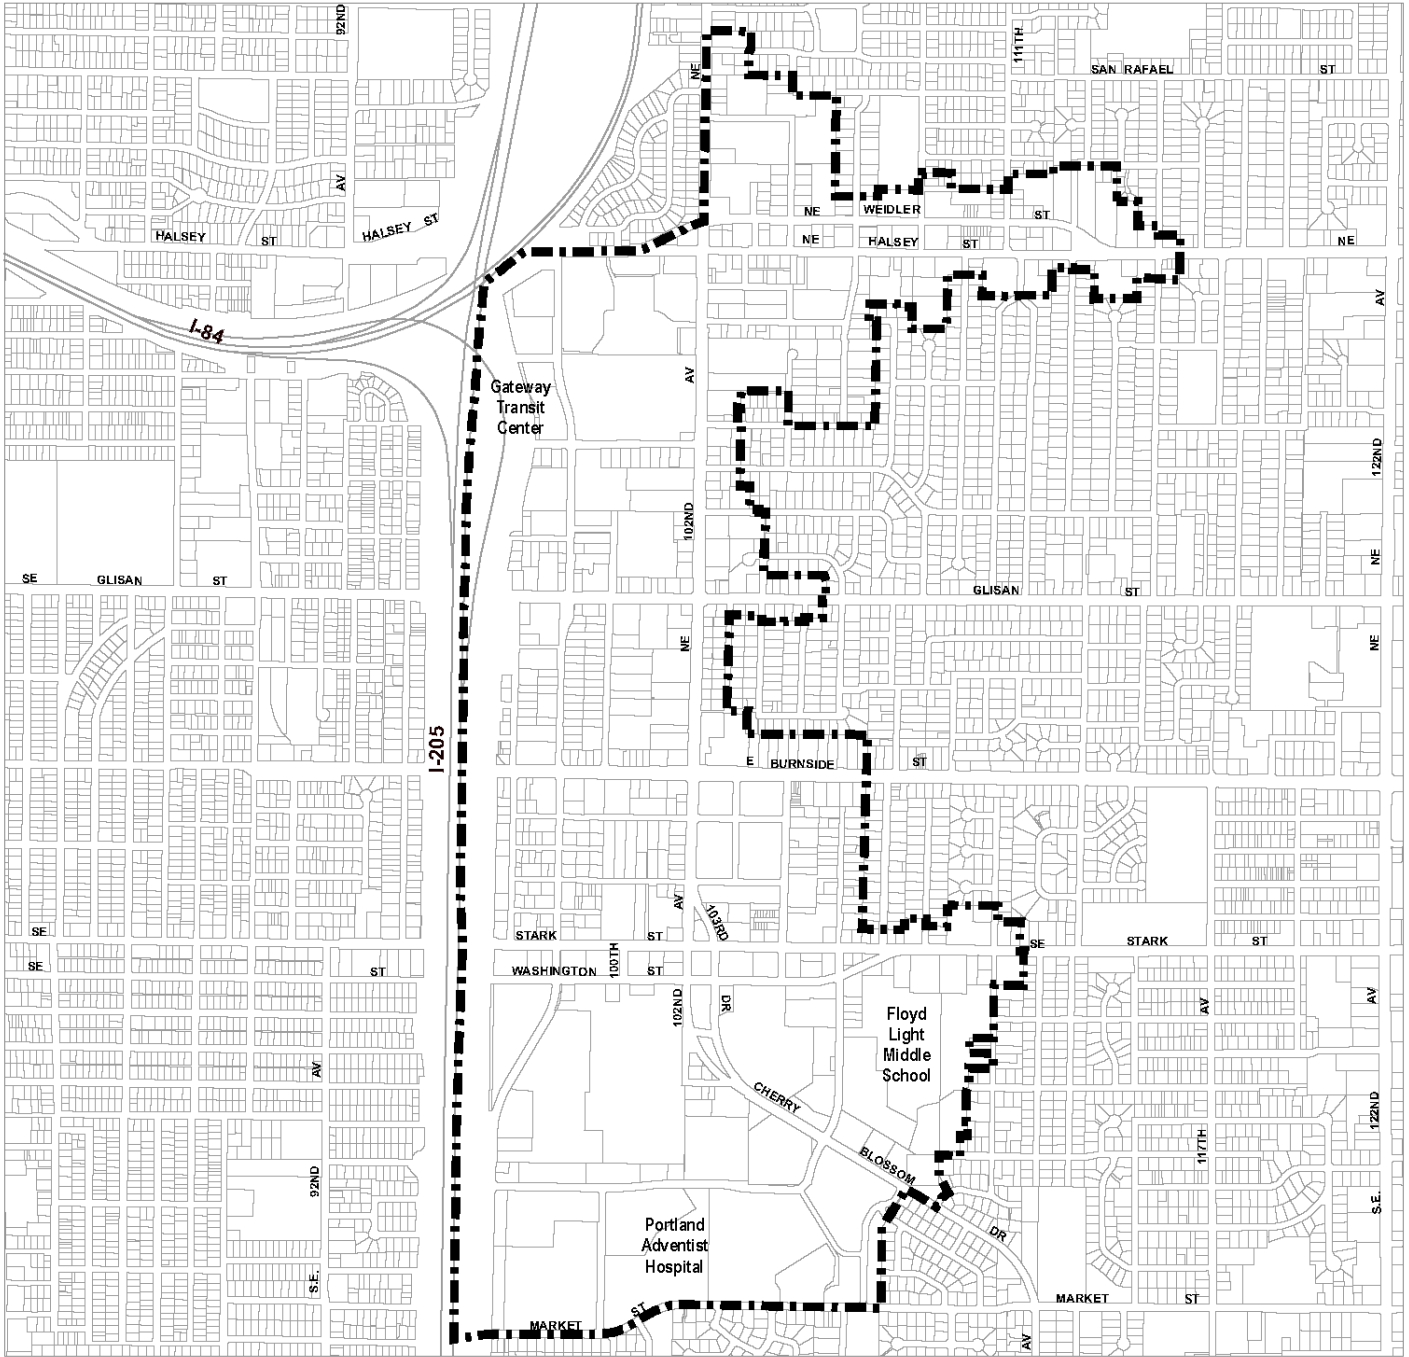 92ND
NE
111TH
SAN RAFAEL
ST
AV
HALSEY
ST
HALSEY ST
NE
WEIDLER
ST
NE
HALSEY
ST
NE
I-84
AV
AV
Gateway
Transit
Center
122ND
102ND
NE
SE
GLISAN
ST
GLISAN
ST
NE
NE
I-205
E
BURNSIDE
ST
AV
103RD
SE
STARK
ST
SE
STARK
ST
SE
ST
WASHINGTON
100TH
ST
102ND
DR
AV
AV
Floyd
Light
Middle
School
AV
CHERRY
122ND
117TH
BLOSSOM
92ND
S.E.
DR
Portland
Adventist
Hospital
S.E.
MARKET
ST
ST
MARKET
AV